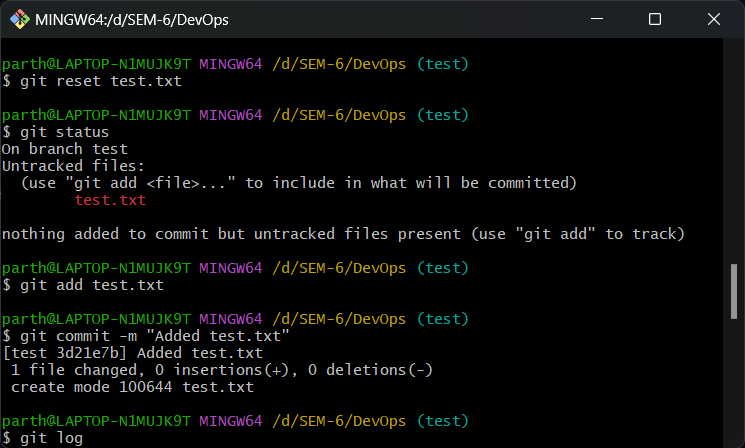 MINGW64:/d/SEM-6/DevOps
parth@LAPTOP-N1MUJK9T MINGW64 /d/SEM-6/DevOps (test)
$ git reset test.txt
parth@LAPTOP-N1MUJK9T MINGW64 /d/SEM-6/DevOps (test)
$ git status
On branch test
Untracked files:
  (use "git add <file>..." to include in what will be committed)
        test.txt
nothing added to commit but untracked files present (use "git add" to track)
parth@LAPTOP-N1MUJK9T MINGW64 /d/SEM-6/DevOps (test)
$ git add test.txt
parth@LAPTOP-N1MUJK9T MINGW64 /d/SEM-6/DevOps (test)
$ git commit -m "Added test.txt"
[test 3d21e7b] Added test.txt
 1 file changed, 0 insertions(+), 0 deletions(-)
 create mode 100644 test.txt
parth@LAPTOP-N1MUJK9T MINGW64 /d/SEM-6/DevOps (test)
$ git log